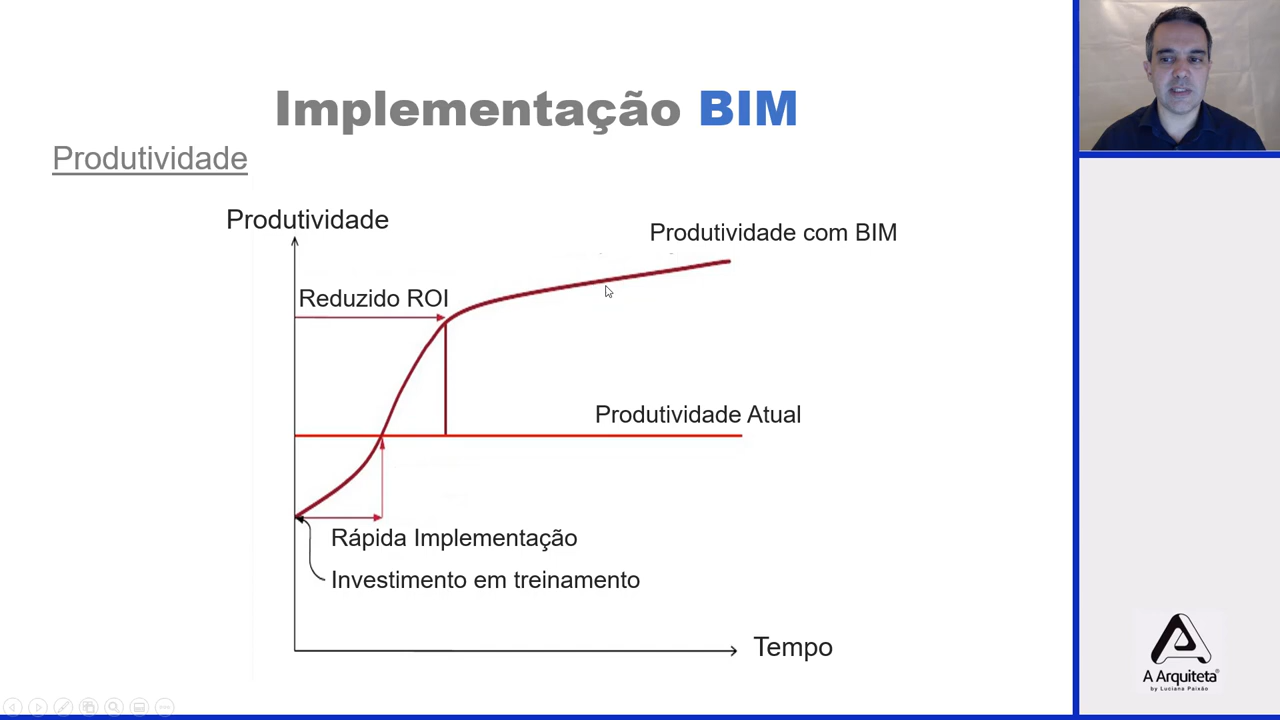 Implementação BIM
Produtividade
Produtividade
Produtividade com BIM
Reduzido ROI
Produtividade Atual
Rápida Implementação
Investimento em treinamento
Tempo
A Arquiteta®
by Luciana Paixão